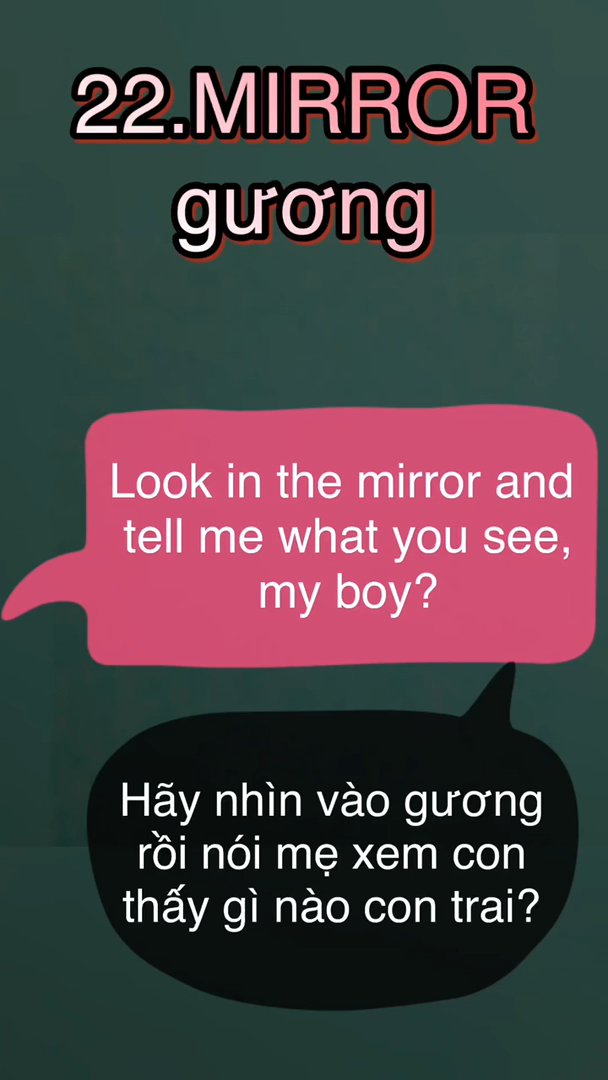 22.MIRROR
gương
Look in the mirror and
tell me what you see,
my boy?
Hãy nhìn vào gương
rồi nói mẹ xem con
thấy gì nào con trai?